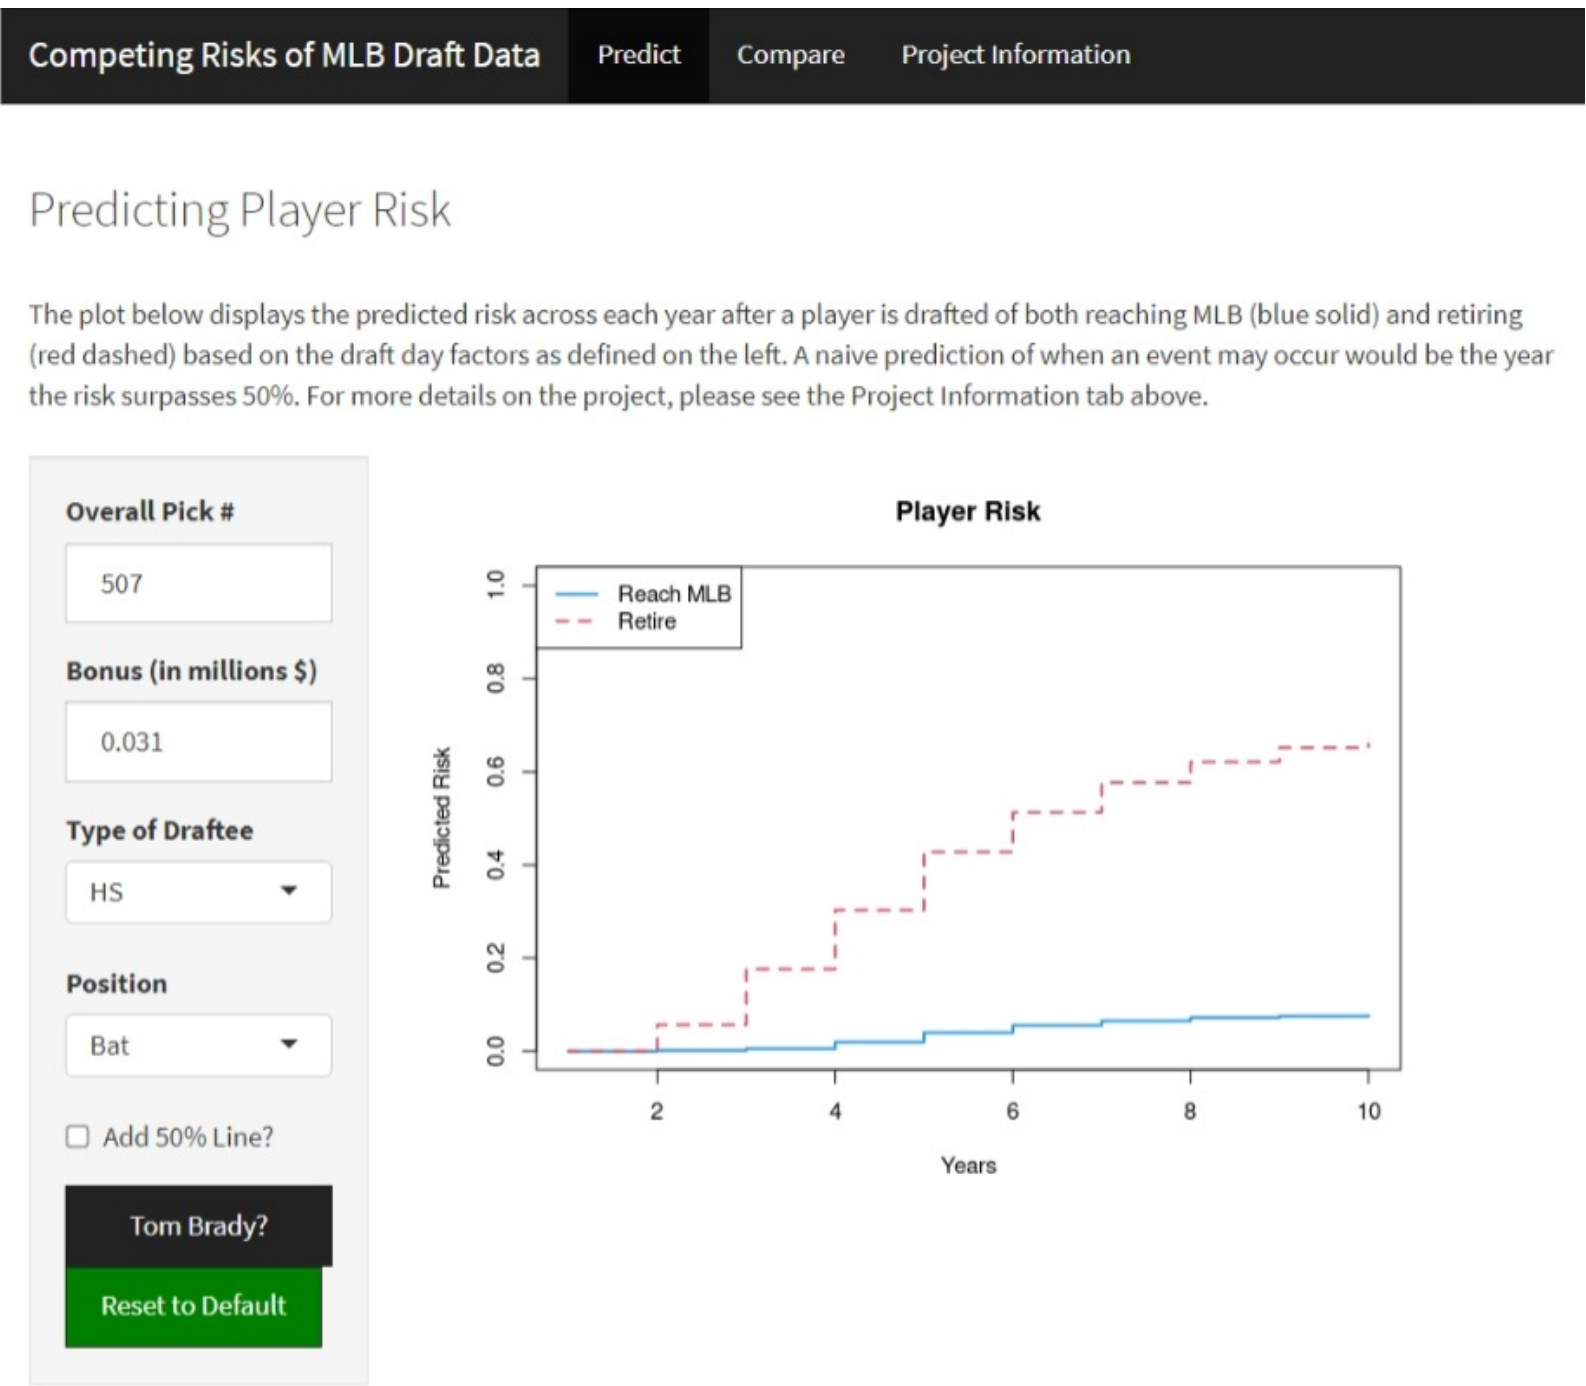 Competing Risks of MLB Draft Data Predict Compare Project Information
Predicting Player Risk
The plot below displays the predicted risk across each year after a player is drafted of both reaching MLB (blue solid) and retiring
(red dashed) based on the draft day factors as defined on the left. A naive prediction of when an event may occur would be the year
the risk surpasses 50%. For more details on the project, please see the Project Information tab above.
Overall Pick #
507
Bonus (in millions $)
0.031
Type of Draftee
HS
Position
Bat
Add 50% Line?
Tom Brady?
Reset to Default
Player Risk
Reach MLB
Retire
Predicted Risk
1.0
0.8
0.6
0.4
0.2
0.0
2 4 6 8 10
Years